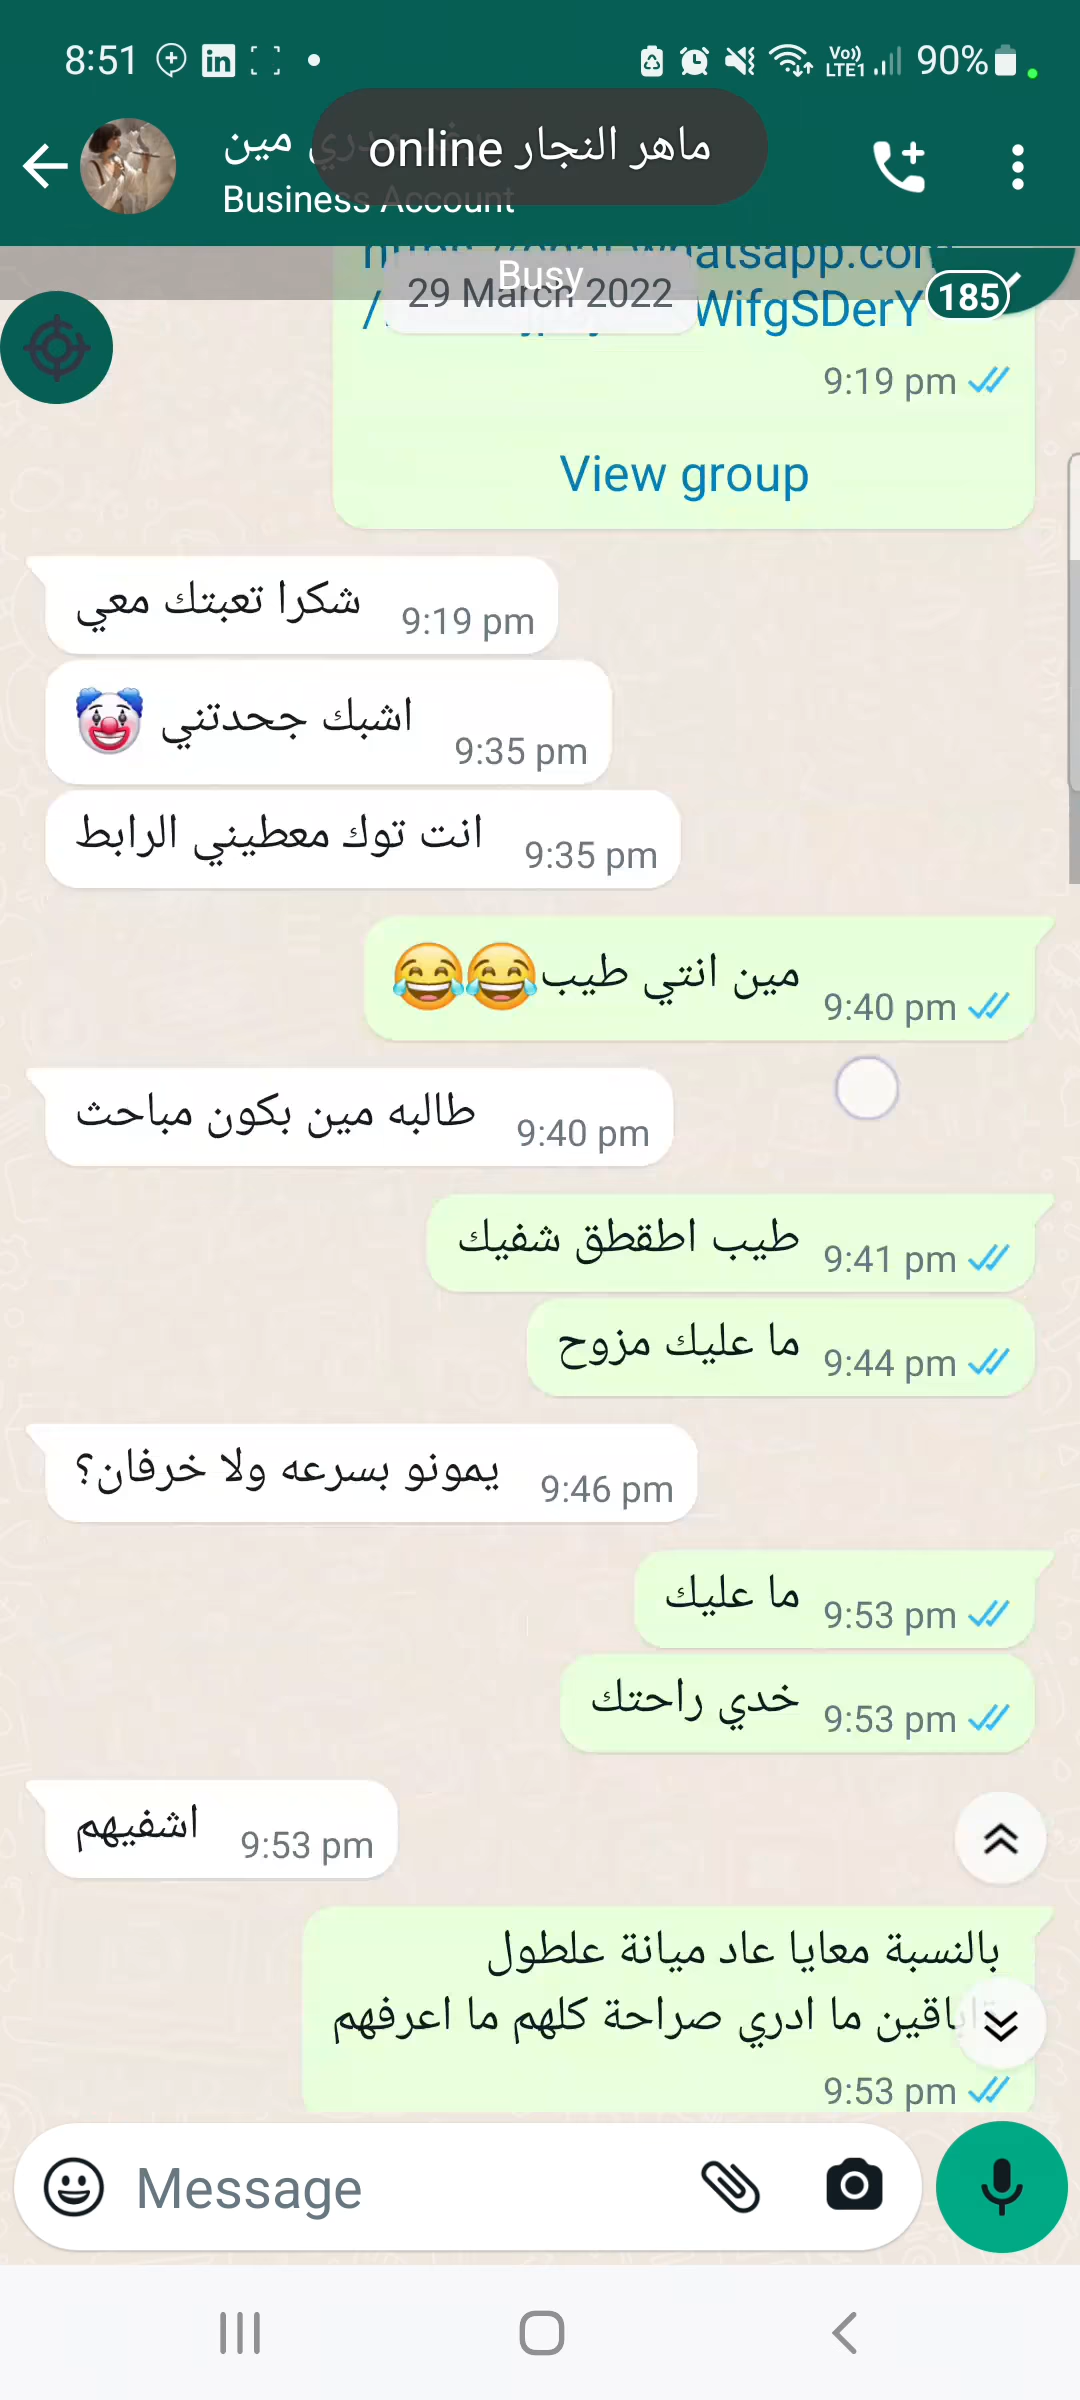 8:51
Vo)) LTE1 90%
مين
ماهر النجار online
Business Account
Busy
29 March 2022
185
WifgSDerY
9:19 pm
View group
شكرا تعبتك معي 9:19 pm
اشبك جحدتني 🤡 9:35 pm
انت توك معطيني الرابط 9:35 pm
مين انتي طيب😂😂 9:40 pm
طالبه مين بكون مباحث 9:40 pm
طيب اطقطق شفيك 9:41 pm
ما عليك مزوح 9:44 pm
يمونو بسرعه ولا خرفان؟ 9:46 pm
ما عليك 9:53 pm
خدي راحتك 9:53 pm
اشفيهم 9:53 pm
بالنسبة معايا عاد ميانة علطول
ما ادري صراحة كلهم ما اعرفهم
9:53 pm
Message